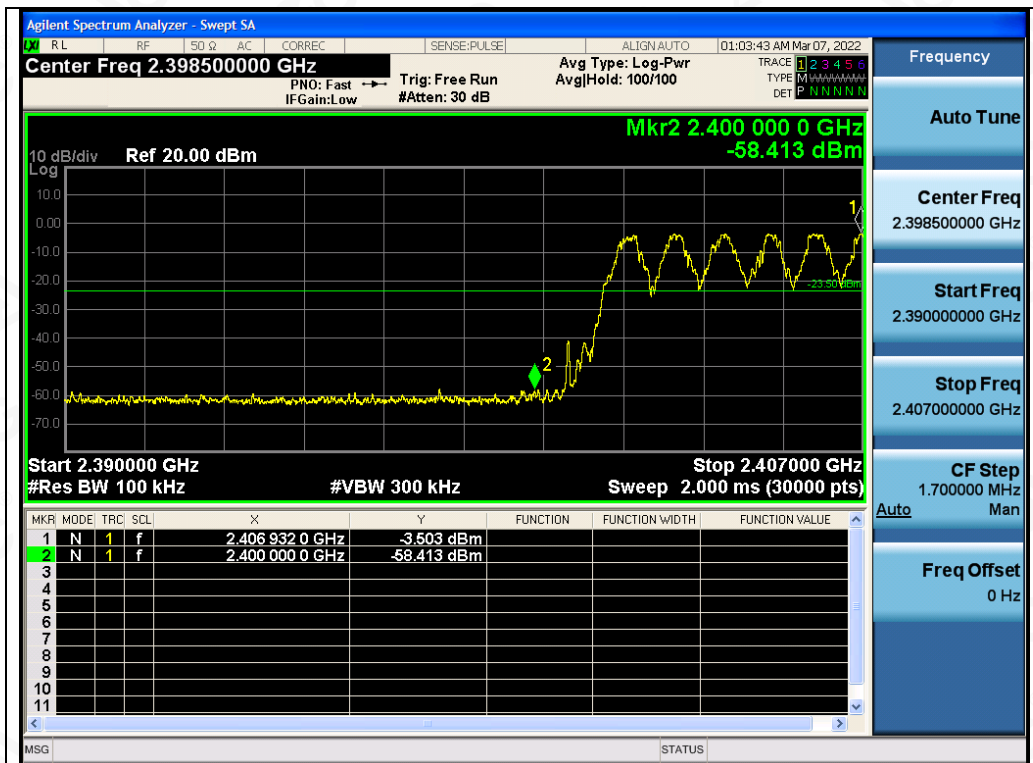 Agilent Spectrum Analyzer - Swept SA
LXI RL RF 50 Ω AC CORREC SENSE:PULSE ALIGN AUTO 01:03:43 AM Mar 07, 2022
Center Freq 2.398500000 GHz
PNO: Fast
IFGain:Low
Trig: Free Run
#Atten: 30 dB
Avg Type: Log-Pwr
Avg|Hold: 100/100
TRACE 1 2 3 4 5 6
TYPE M
DET P N N N N N
Mkr2 2.400 000 0 GHz
-58.413 dBm
10 dB/div
Log
Ref 20.00 dBm
10.0
0.00
-10.0
-20.0
-30.0
-40.0
-50.0
-60.0
-70.0
1
2
-23.50 dBm
Start 2.390000 GHz
Stop 2.407000 GHz
#Res BW 100 kHz
#VBW 300 kHz
Sweep 2.000 ms (30000 pts)
MKR MODE TRC SCL X Y FUNCTION FUNCTION WIDTH FUNCTION VALUE
1 N 1 f 2.406 932 0 GHz -3.503 dBm
2 N 1 f 2.400 000 0 GHz -58.413 dBm
3
4
5
6
7
8
9
10
11
MSG
STATUS
Frequency
Auto Tune
Center Freq
2.398500000 GHz
Start Freq
2.390000000 GHz
Stop Freq
2.407000000 GHz
CF Step
1.700000 MHz
Auto Man
Freq Offset
0 Hz